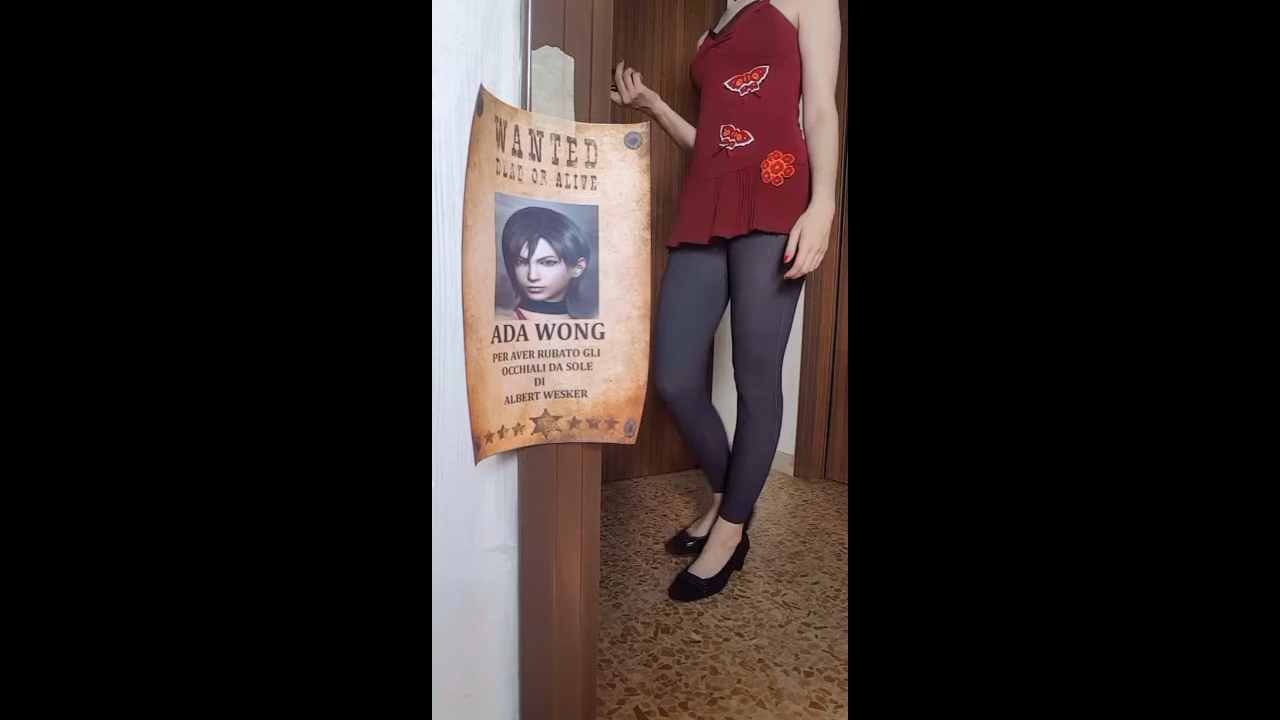 WANTED
DEAD OR ALIVE
ADA WONG
PER AVER RUBATO GLI
OCCHIALI DA SOLE
DI
ALBERT WESKER